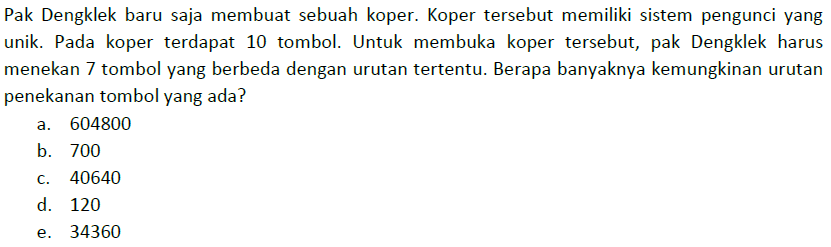 Pak Dengklek baru saja membuat sebuah koper. Koper tersebut memiliki sistem pengunci yang
unik. Pada koper terdapat 10 tombol. Untuk membuka koper tersebut, pak Dengklek harus
menekan 7 tombol yang berbeda dengan urutan tertentu. Berapa banyaknya kemungkinan urutan
penekanan tombol yang ada?
a. 604800
b. 700
c. 40640
d. 120
e. 34360